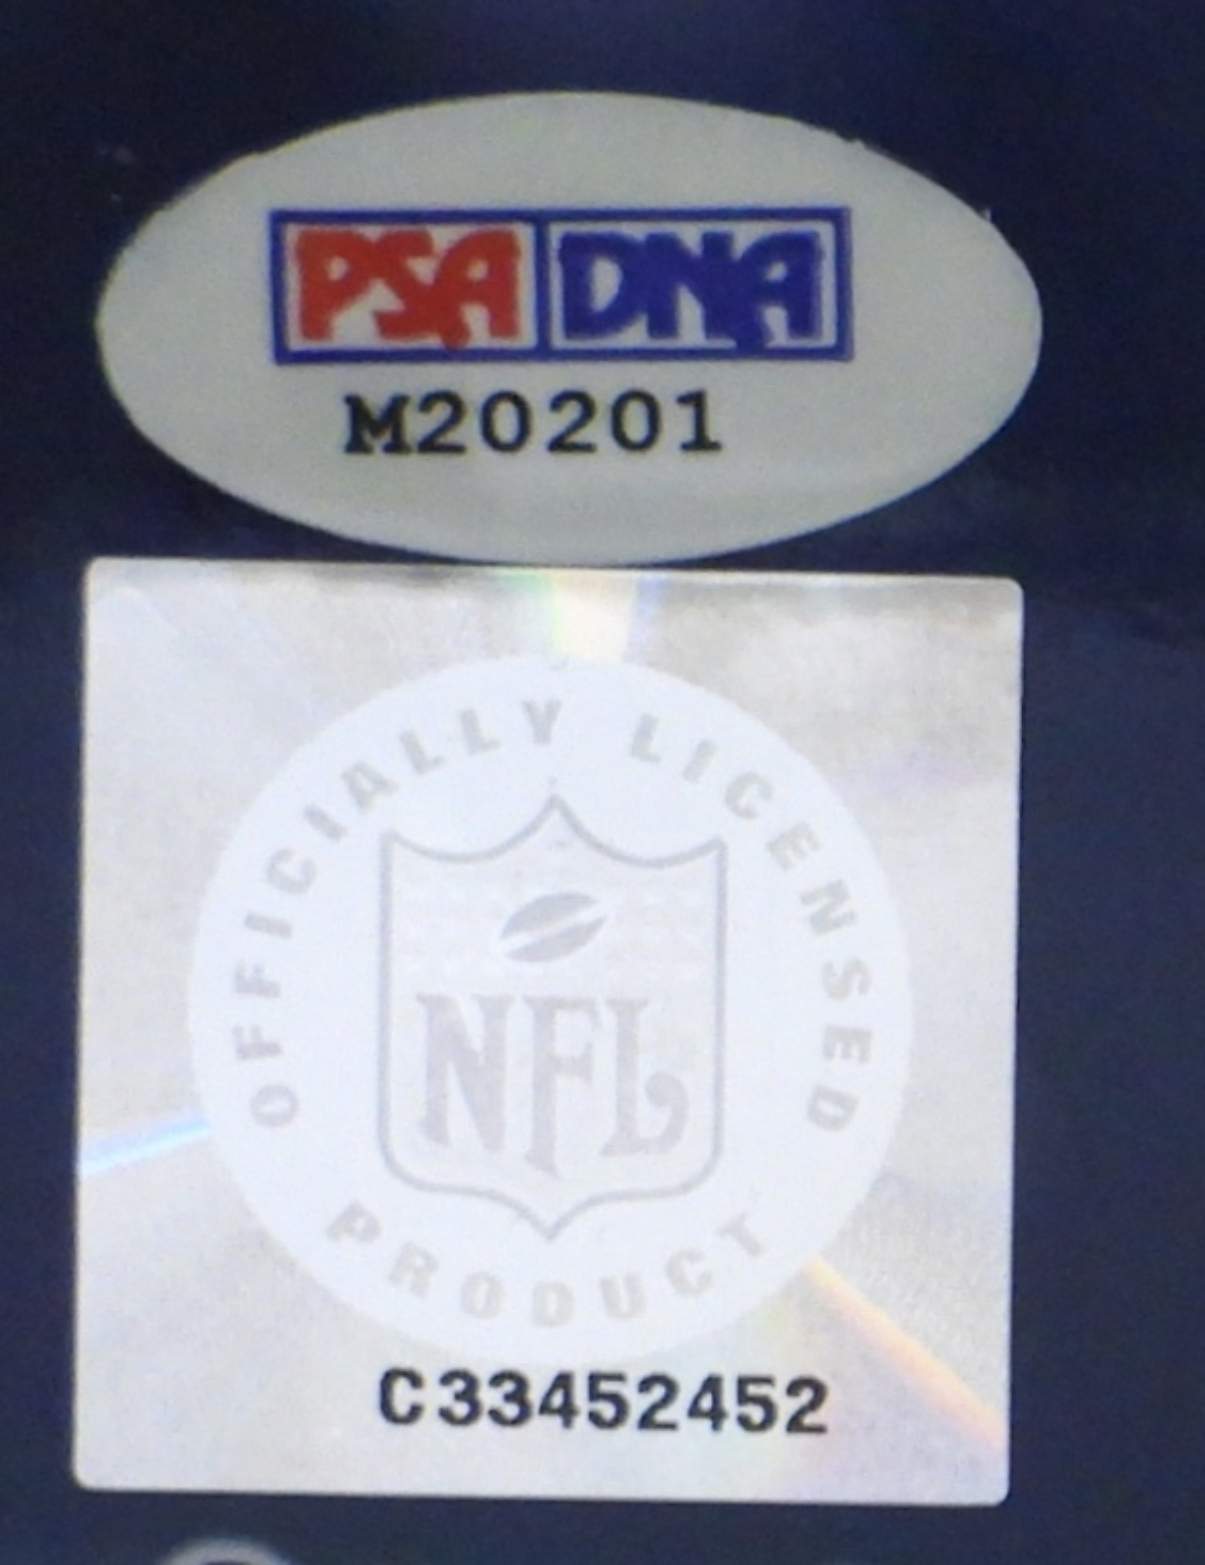 PSA DNA
M20201
OFFICIALLY LICENSED
NFL
PRODUCT
C33452452